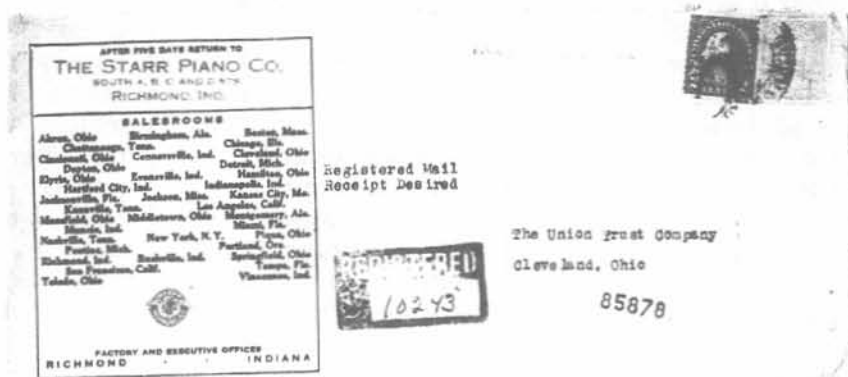 AFTER FIVE DAYS RETURN TO
THE STARR PIANO CO.
SOUTH A, B, C AND D STS.
RICHMOND, IND.
SALESROOMS
Akron, Ohio Birmingham, Ala. Boston, Mass.
Chattanooga, Tenn. Chicago, Ills.
Cincinnati, Ohio Connersville, Ind. Cleveland, Ohio
Dayton, Ohio Detroit, Mich.
Elyria, Ohio Evansville, Ind. Hamilton, Ohio
Hartford City, Ind. Indianapolis, Ind.
Jacksonville, Fla. Jackson, Miss. Kansas City, Mo.
Knoxville, Tenn. Los Angeles, Calif.
Mansfield, Ohio Middletown, Ohio Montgomery, Ala.
Muncie, Ind. Miami, Fla.
Nashville, Tenn. New York, N. Y. Piqua, Ohio
Pontiac, Mich. Portland, Ore.
Richmond, Ind. Rushville, Ind. Springfield, Ohio
San Francisco, Calif. Tampa, Fla.
Toledo, Ohio Vincennes, Ind.
FACTORY AND EXECUTIVE OFFICES
RICHMOND INDIANA
Registered Mail
Receipt Desired
REGISTERED
10243
The Union Trust Company
Cleveland, Ohio
85878